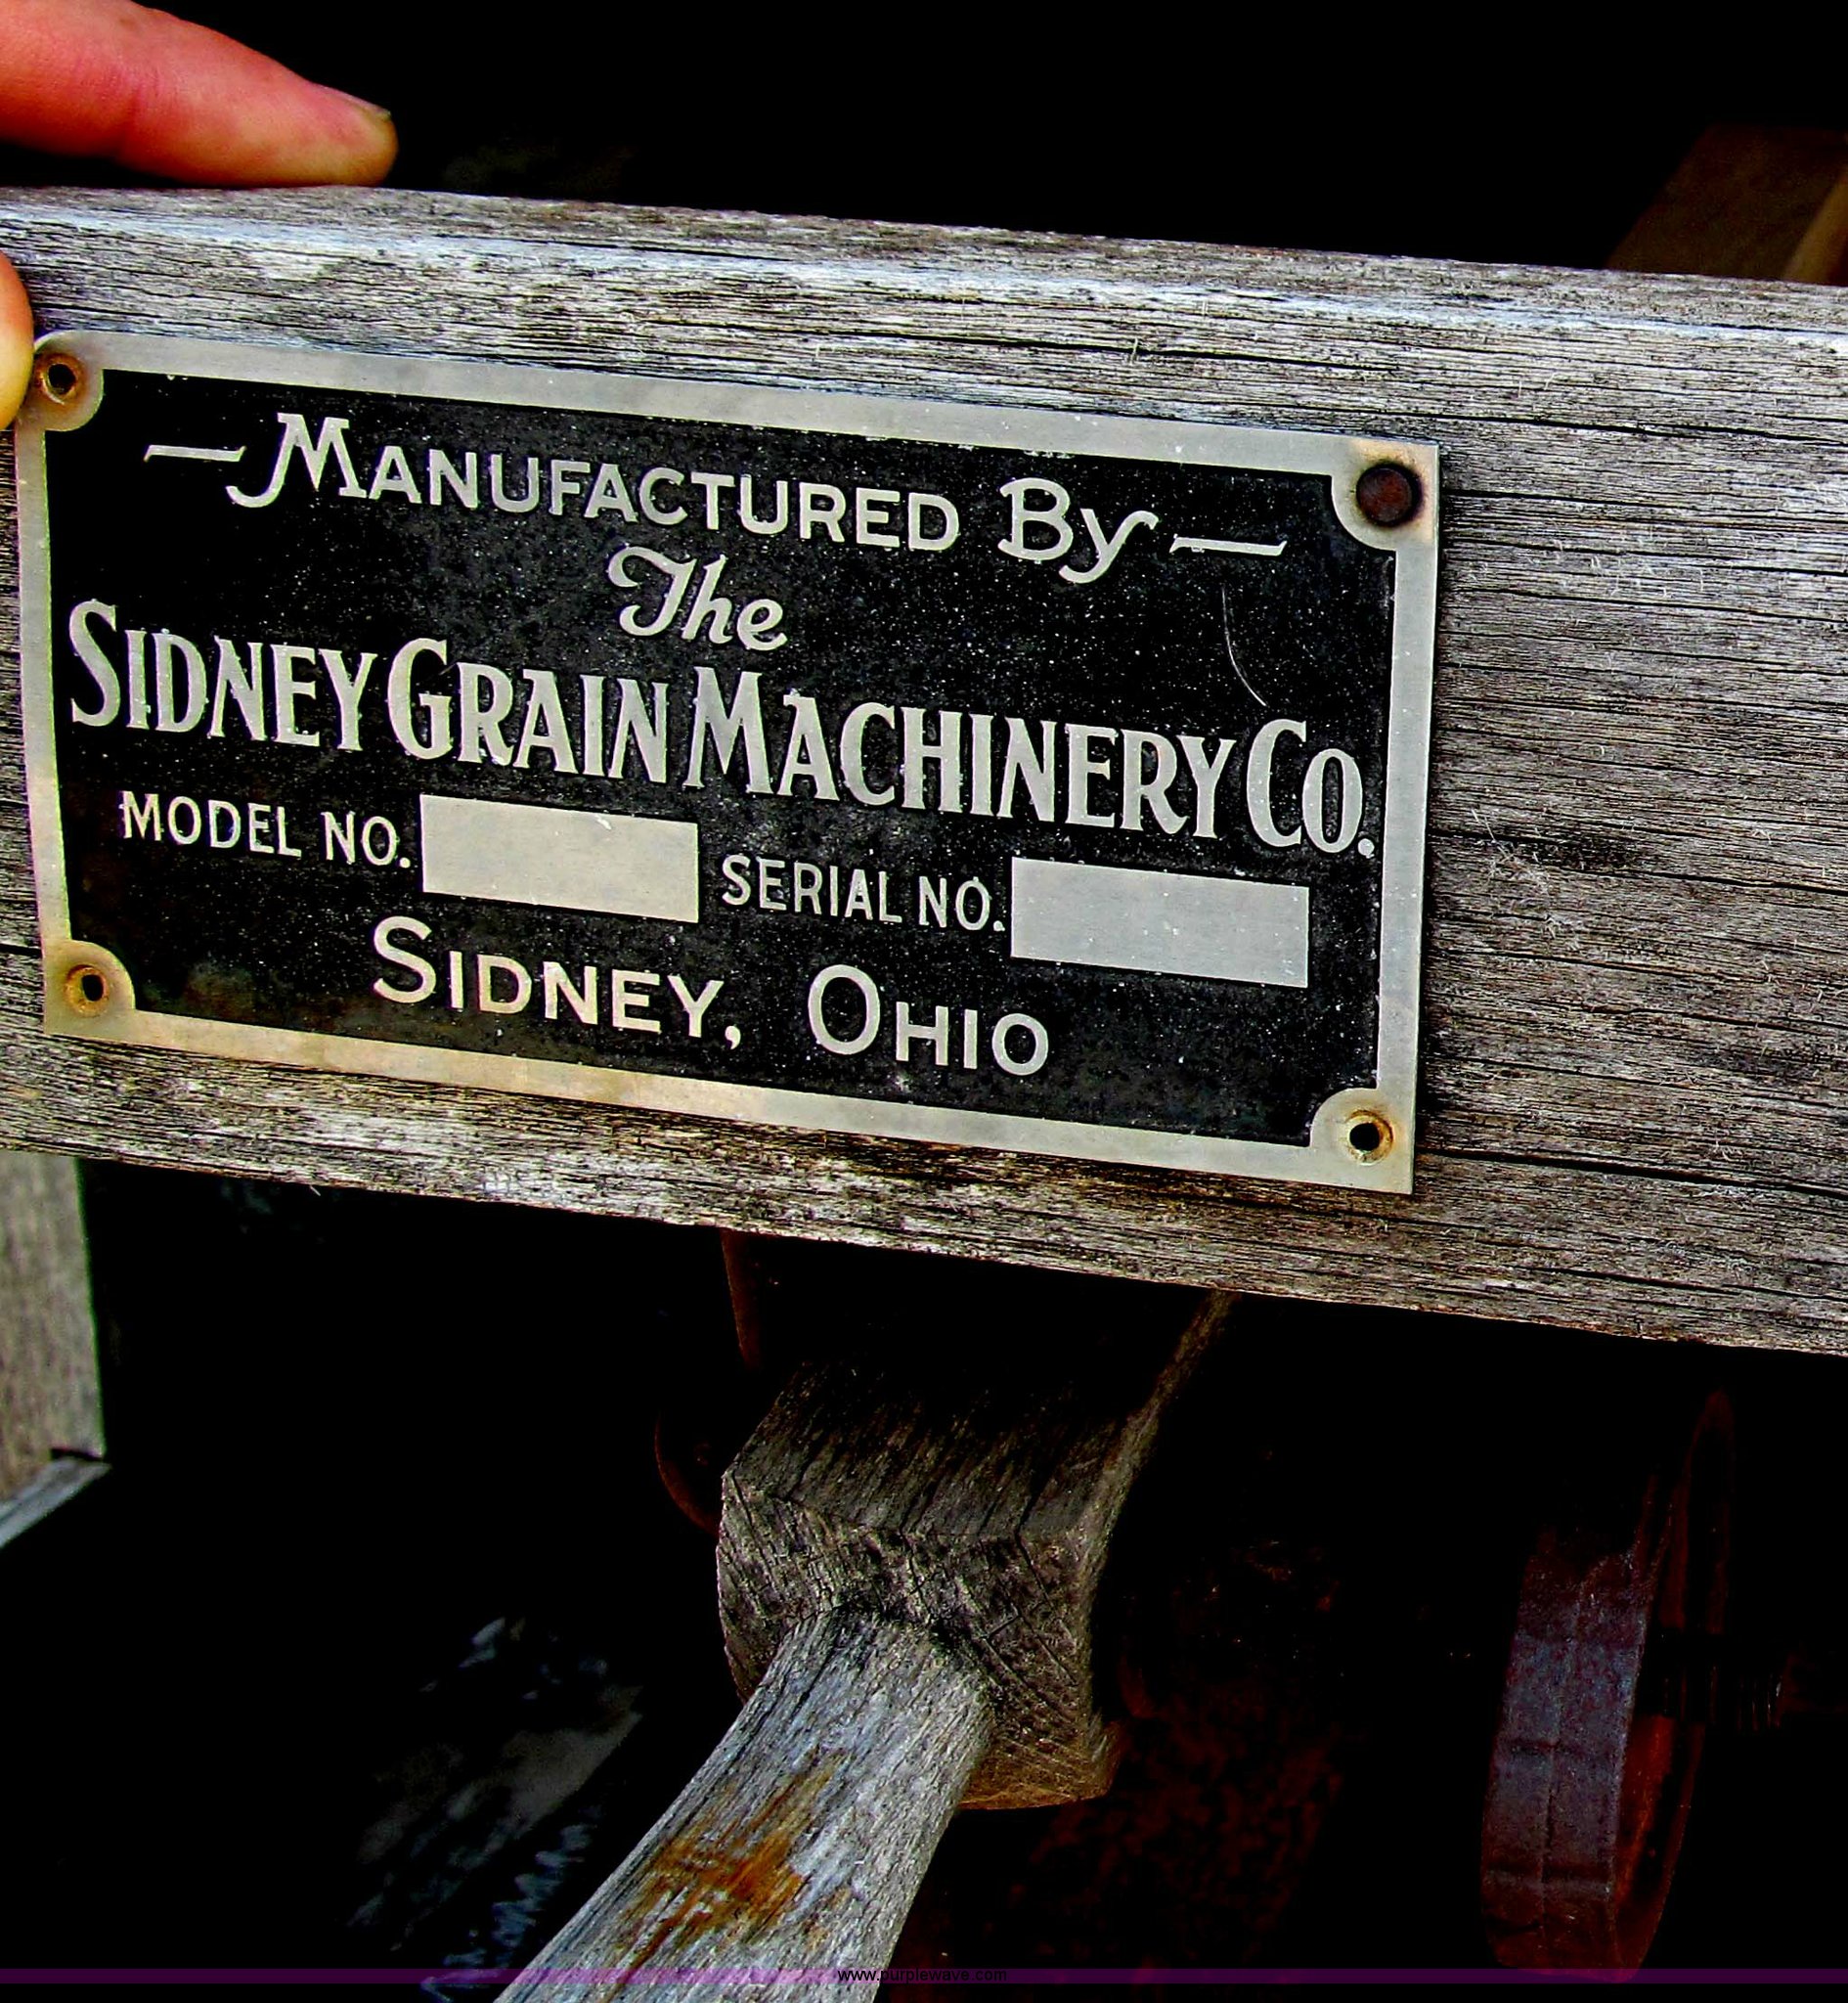 — MANUFACTURED By —
The
SIDNEY GRAIN MACHINERY CO.
MODEL NO. SERIAL NO.
SIDNEY, OHIO
www.purplewave.com